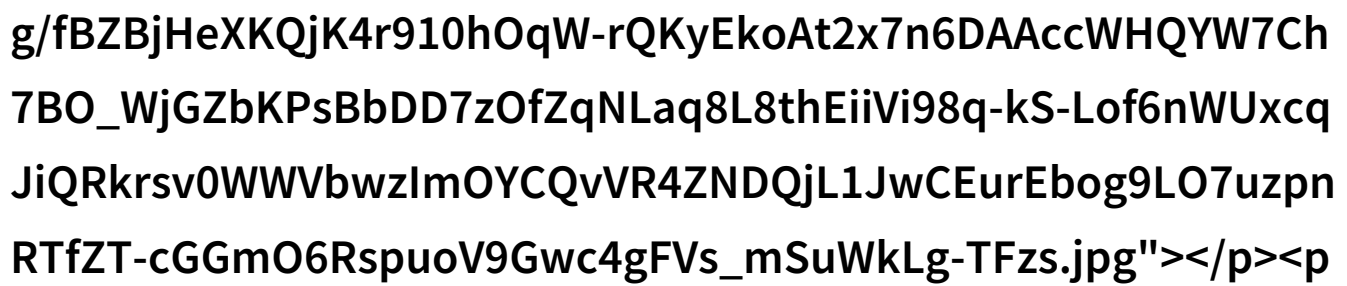 g/fBZBjHeXKQjK4r910hOqW-rQKyEkoAt2x7n6DAAccWHQYW7Ch
7BO_WjGZbKPsBbDD7zOfZqNLaq8L8thEiiVi98q-kS-Lof6nWUxcq
JiQRkrsv0WWVbwzImOYCQvVR4ZNDQjL1JwCEurEbog9LO7uzpn
RTfZT-cGGmO6RspuoV9Gwc4gFVs_mSuWkLg-TFzs.jpg"></p><p